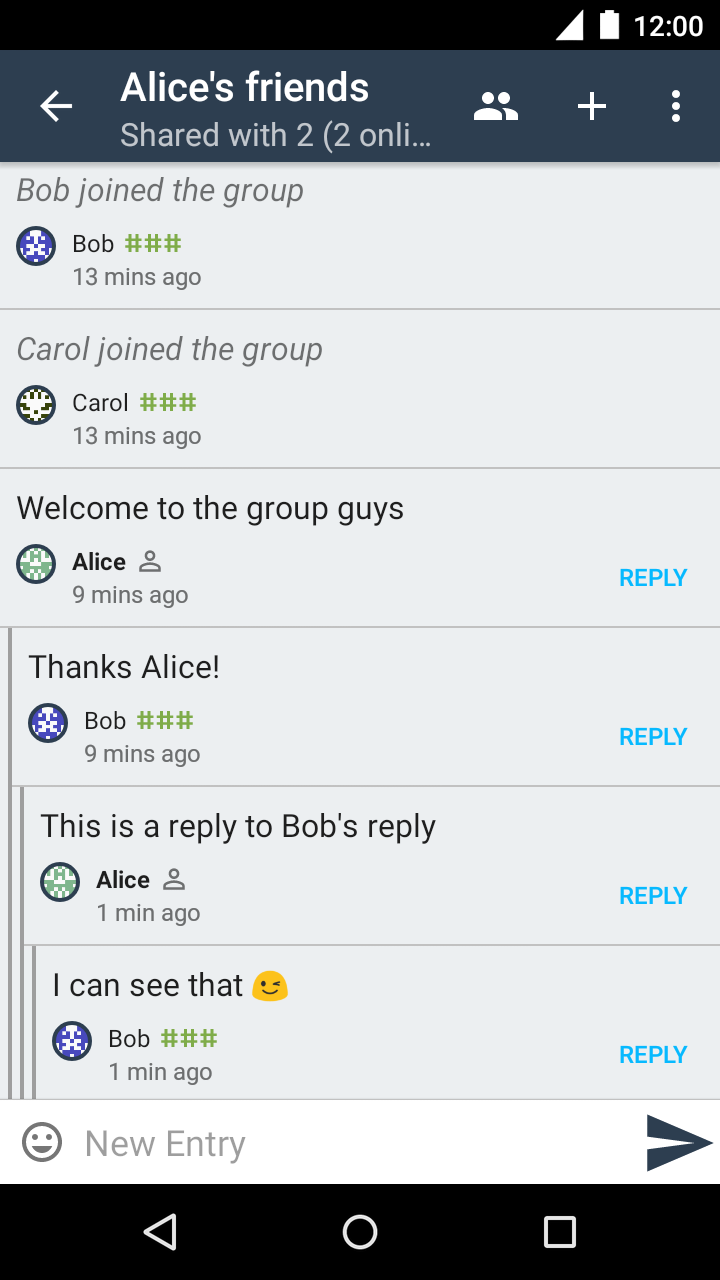 12:00
Alice's friends
Shared with 2 (2 onli...
Bob joined the group
Bob ###
13 mins ago
Carol joined the group
Carol ###
13 mins ago
Welcome to the group guys
Alice
9 mins ago
REPLY
Thanks Alice!
Bob ###
9 mins ago
REPLY
This is a reply to Bob's reply
Alice
1 min ago
REPLY
I can see that 😉
Bob ###
1 min ago
REPLY
New Entry